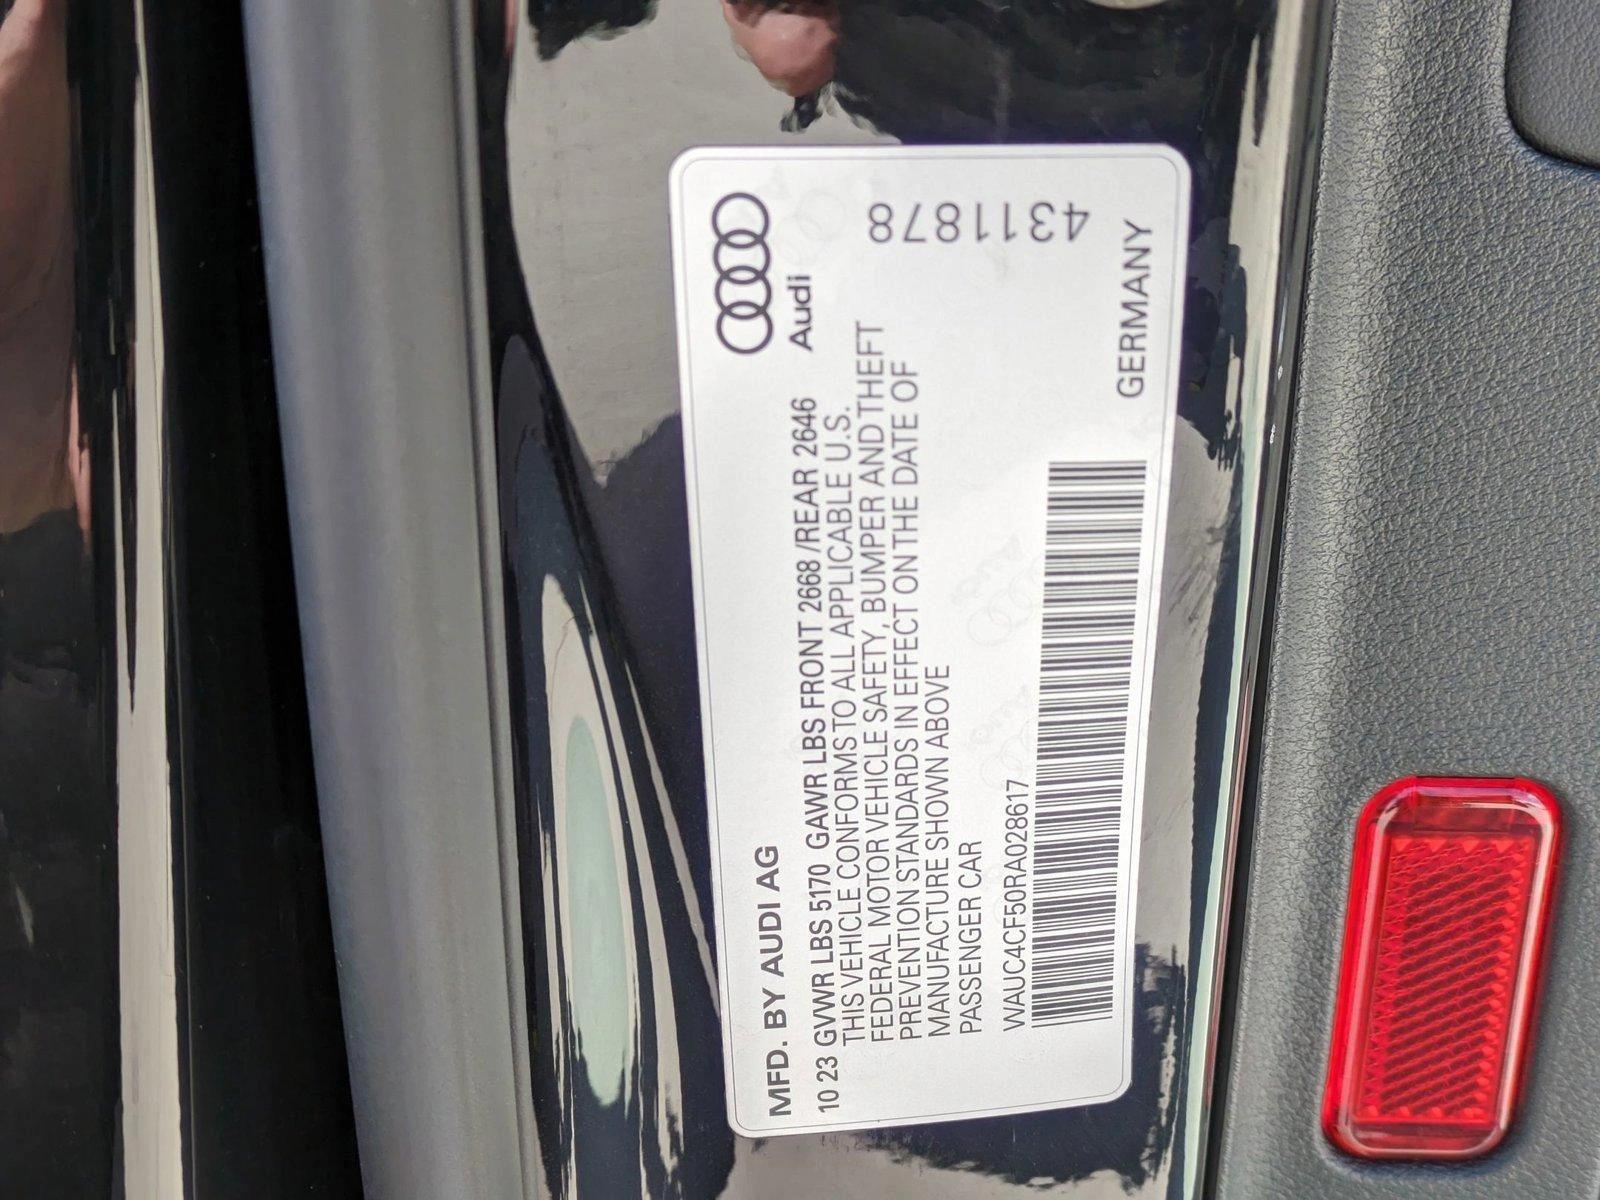 MFD. BY AUDI AG
10 23 GVWR LBS 5170 GAWR LBS FRONT 2668 /REAR 2646
THIS VEHICLE CONFORMS TO ALL APPLICABLE U.S.
FEDERAL MOTOR VEHICLE SAFETY, BUMPER AND THEFT
PREVENTION STANDARDS IN EFFECT ON THE DATE OF
MANUFACTURE SHOWN ABOVE
PASSENGER CAR
WAUC4CF50RA028617
Audi
4311878
GERMANY